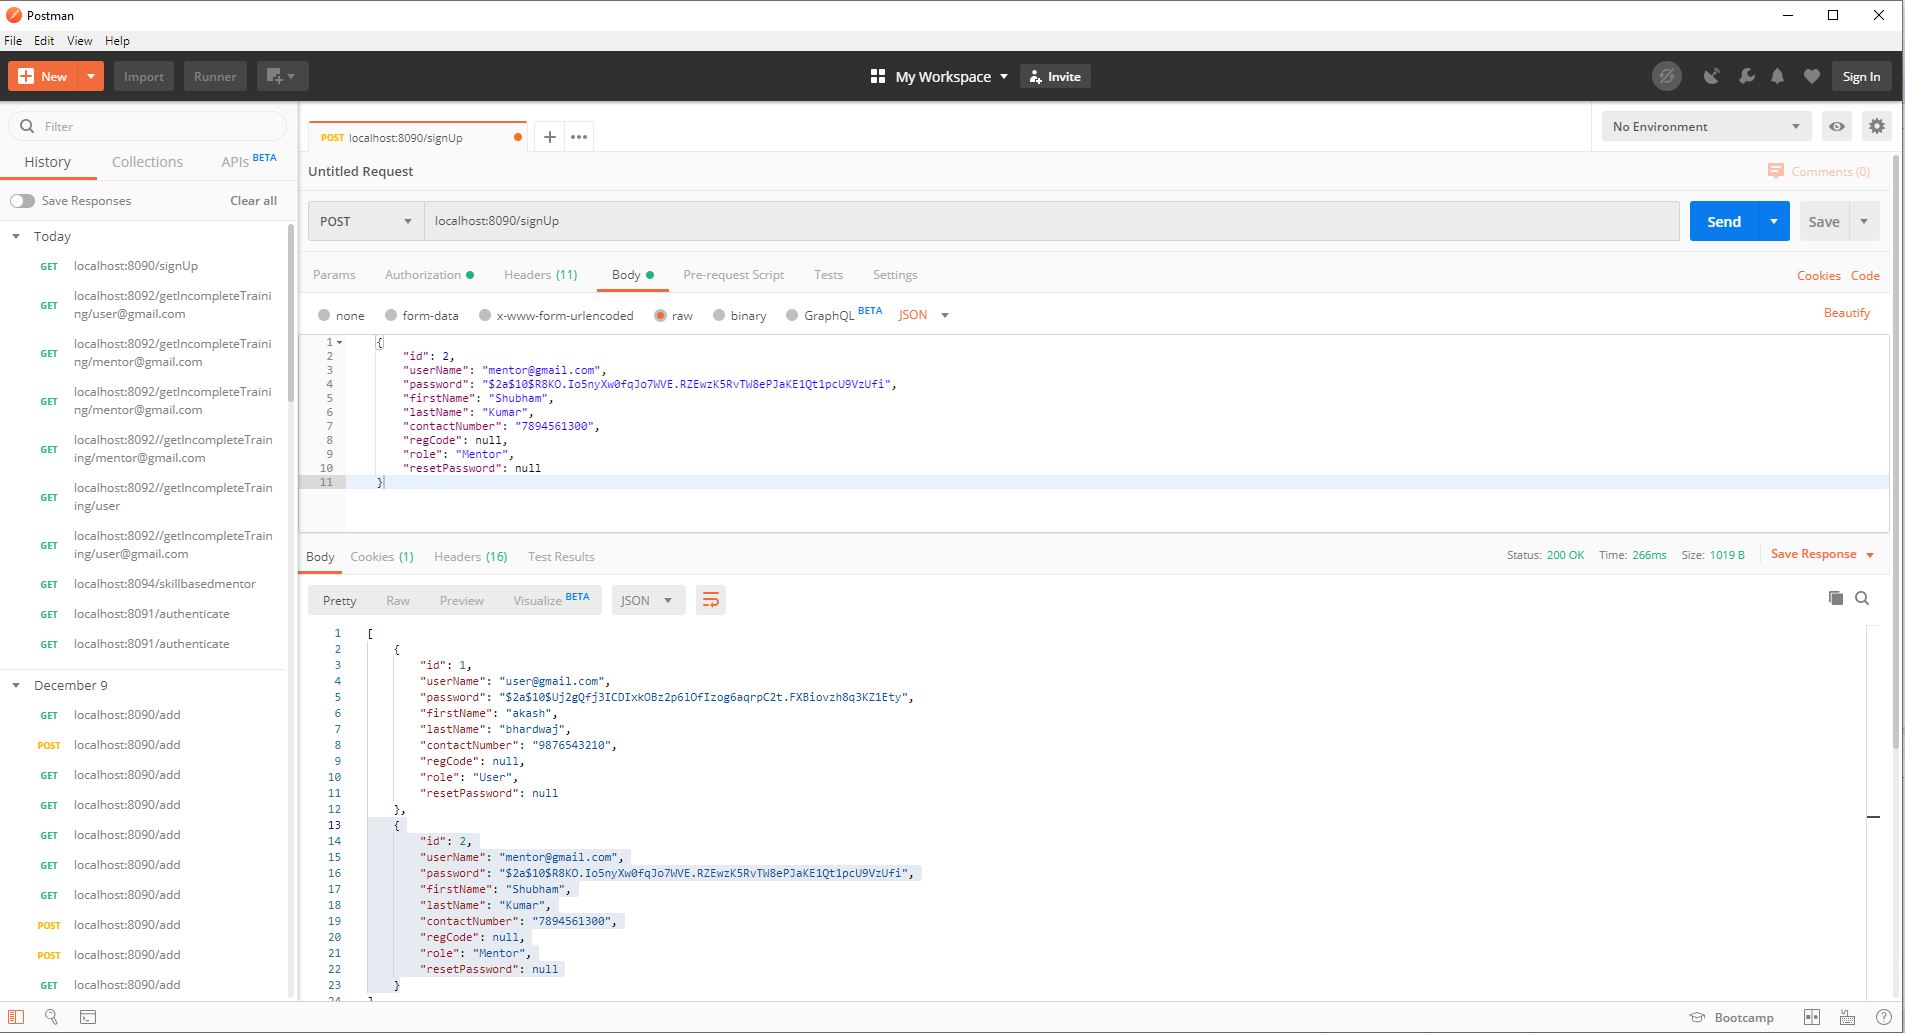 Postman
File Edit View Help
New Import Runner My Workspace Invite Sign In
Filter
History Collections APIs BETA
Save Responses Clear all
Today
GET localhost:8090/signUp
GET localhost:8092/getIncompleteTraini
ng/user@gmail.com
GET localhost:8092/getIncompleteTraini
ng/mentor@gmail.com
GET localhost:8092/getIncompleteTraini
ng/mentor@gmail.com
GET localhost:8092//getIncompleteTrain
ing/mentor@gmail.com
GET localhost:8092//getIncompleteTrain
ing/user
GET localhost:8092//getIncompleteTrain
ing/user@gmail.com
GET localhost:8094/skillbasedmentor
GET localhost:8091/authenticate
GET localhost:8091/authenticate
December 9
GET localhost:8090/add
POST localhost:8090/add
GET localhost:8090/add
GET localhost:8090/add
GET localhost:8090/add
GET localhost:8090/add
GET localhost:8090/add
POST localhost:8090/add
POST localhost:8090/add
GET localhost:8090/add
POST localhost:8090/signUp
No Environment
Untitled Request
Comments (0)
POST localhost:8090/signUp Send Save
Params Authorization Headers (11) Body Pre-request Script Tests Settings Cookies Code
none form-data x-www-form-urlencoded raw binary GraphQL BETA JSON Beautify
1 {
2 "id": 2,
3 "userName": "mentor@gmail.com",
4 "password": "$2a$10$R8KO.Io5nyXw0fqJo7WVE.RZEwzK5RvTW8ePJaKE1Qt1pcU9VzUfi",
5 "firstName": "Shubham",
6 "lastName": "Kumar",
7 "contactNumber": "7894561300",
8 "regCode": null,
9 "role": "Mentor",
10 "resetPassword": null
11 }
Body Cookies (1) Headers (16) Test Results Status: 200 OK Time: 266ms Size: 1019 B Save Response
Pretty Raw Preview Visualize BETA JSON
1 [
2 {
3 "id": 1,
4 "userName": "user@gmail.com",
5 "password": "$2a$10$Uj2gQfj3ICDIxkOBz2p6lOfIzog6aqrpC2t.FXBiovzh8q3KZ1Ety",
6 "firstName": "akash",
7 "lastName": "bhardwaj",
8 "contactNumber": "9876543210",
9 "regCode": null,
10 "role": "User",
11 "resetPassword": null
12 },
13 {
14 "id": 2,
15 "userName": "mentor@gmail.com",
16 "password": "$2a$10$R8KO.Io5nyXw0fqJo7WVE.RZEwzK5RvTW8ePJaKE1Qt1pcU9VzUfi",
17 "firstName": "Shubham",
18 "lastName": "Kumar",
19 "contactNumber": "7894561300",
20 "regCode": null,
21 "role": "Mentor",
22 "resetPassword": null
23 }
24 ]
Bootcamp